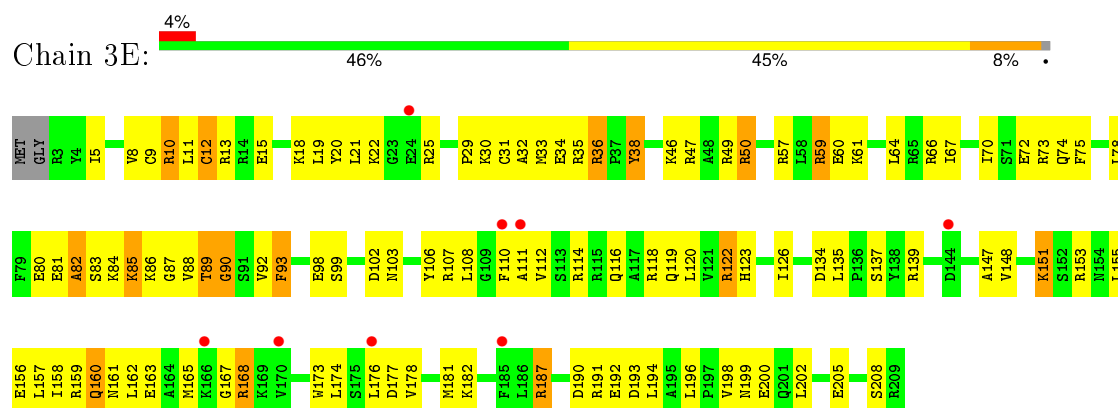 4%
Chain 3E:
46% 45% 8% •
MET GLY R3 Y4 I5 V8 C9 R10 L11 C12 R13 R14 E15 K18 L19 Y20 L21 K22 G23 E24 R25 P29 K30 C31 A32 M33 E34 R35 R36 P37 Y38 K46 R47 A48 R49 R50 R57 L58 R59 E60 K61 L64 R65 R66 I67 I70 S71 E72 R73 Q74 F75
F79 E80 E81 A82 S83 K84 K85 K86 G87 V88 T89 G90 S91 V92 F93 E98 S99 D102 N103 Y106 R107 L108 G109 F110 A111 V112 S113 R114 R115 Q116 A117 R118 Q119 L120 V121 R122 H123 I126 D134 L135 P136 S137 Y138 R139 D144 A147 V148 K151 S152 R153 N154 L155
E156 L157 I158 R159 Q160 N161 L162 E163 A164 M165 K166 G167 R168 K169 V170 W173 L174 S175 L176 D177 V178 M181 K182 F185 L186 R187 D190 R191 E192 D193 L194 A195 L196 P197 V198 N199 E200 Q201 L202 E205 S208 R209